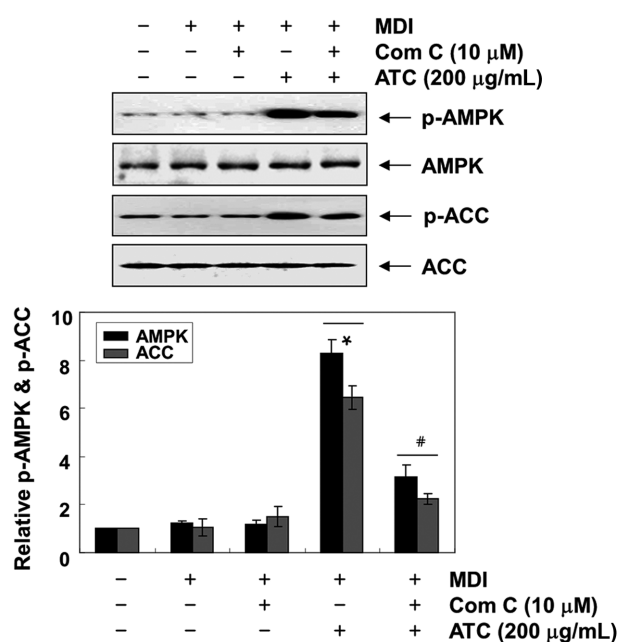 − + + + + MDI
− − + − + Com C (10 μM)
− − − + + ATC (200 μg/mL)
p-AMPK
AMPK
p-ACC
ACC
Relative p-AMPK & p-ACC
10
8
6
4
2
0
AMPK
ACC
*
#
− + + + + MDI
− − + − + Com C (10 μM)
− − − + + ATC (200 μg/mL)